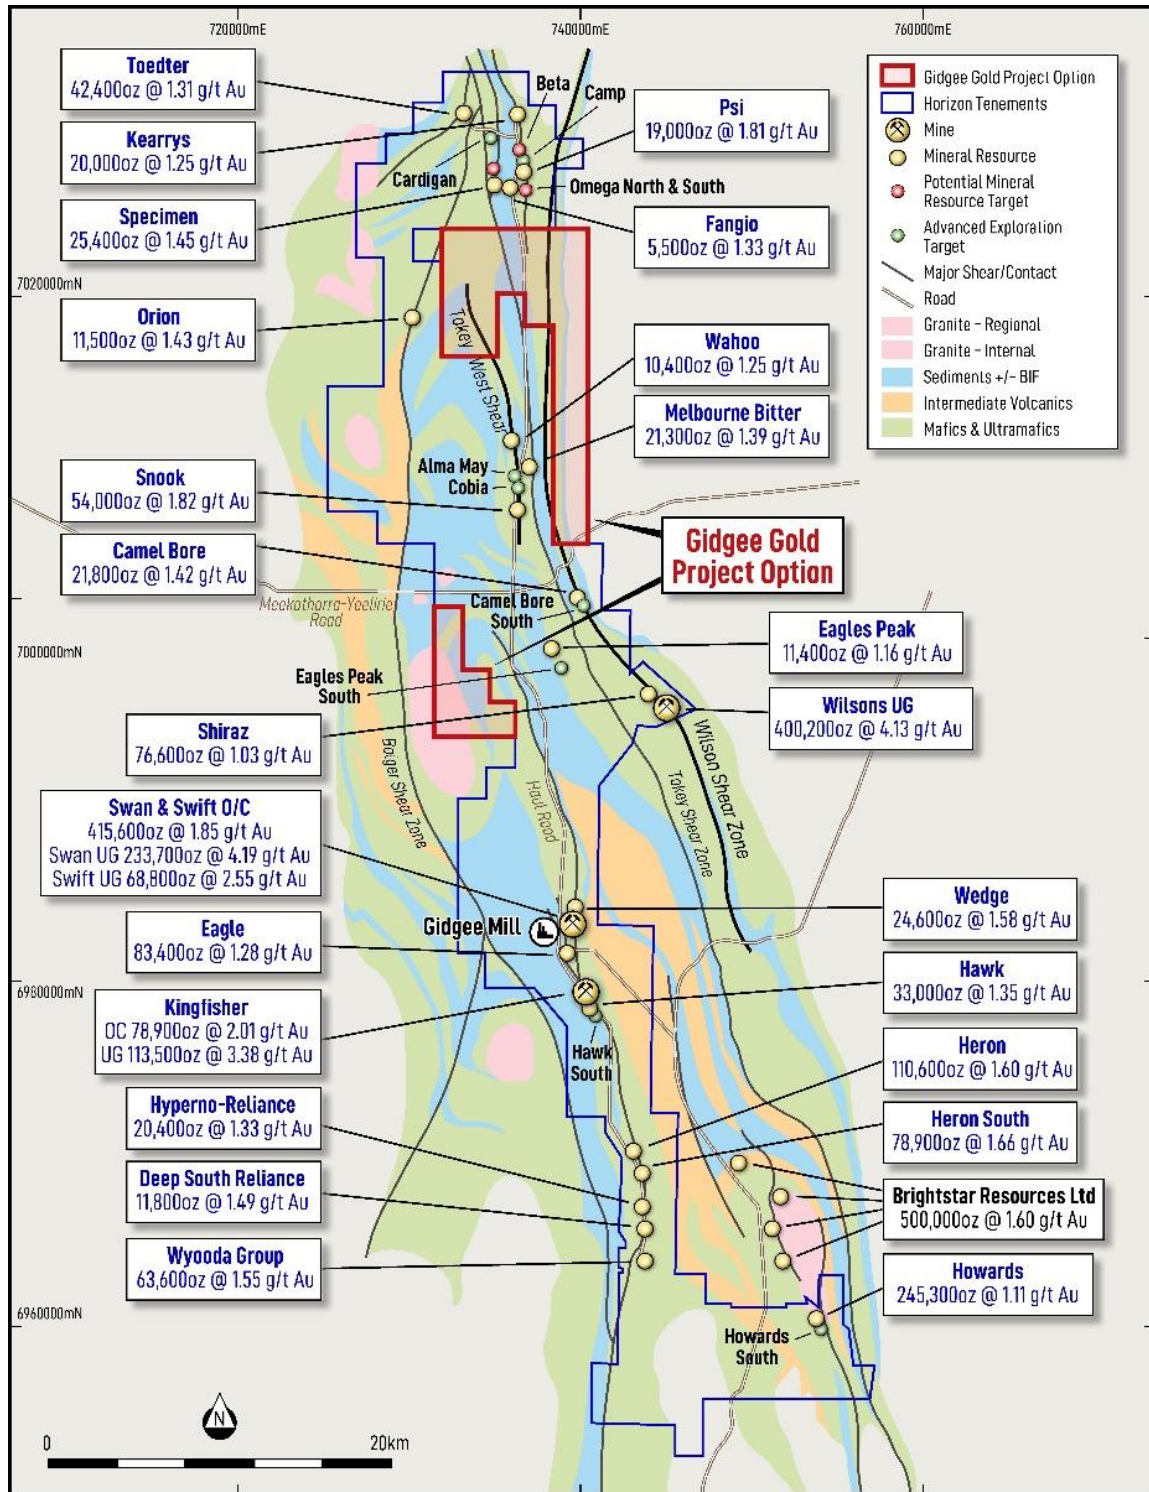 720000mE
740000mE
760000mE
Toedter
42,400oz @ 1.31 g/t Au
Kearrys
20,000oz @ 1.25 g/t Au
Specimen
25,400oz @ 1.45 g/t Au
Orion
11,500oz @ 1.43 g/t Au
Snook
54,000oz @ 1.82 g/t Au
Camel Bore
21,800oz @ 1.42 g/t Au
Shiraz
76,600oz @ 1.03 g/t Au
Swan & Swift O/C
415,600oz @ 1.85 g/t Au
Swan UG 233,700oz @ 4.19 g/t Au
Swift UG 68,800oz @ 2.55 g/t Au
Eagle
83,400oz @ 1.28 g/t Au
Kingfisher
OC 78,900oz @ 2.01 g/t Au
UG 113,500oz @ 3.38 g/t Au
Hyperno-Reliance
20,400oz @ 1.33 g/t Au
Deep South Reliance
11,800oz @ 1.49 g/t Au
Wyooda Group
63,600oz @ 1.55 g/t Au
7020000mN
7000000mN
6980000mN
6960000mN
Beta
Camp
Cardigan
Omega North & South
Psi
19,000oz @ 1.81 g/t Au
Fangio
5,500oz @ 1.33 g/t Au
Wahoo
10,400oz @ 1.25 g/t Au
Melbourne Bitter
21,300oz @ 1.39 g/t Au
Tokey West Shear
Alma May
Cobia
Gidgee Gold
Project Option
Meekatharra-Yeelirie
Road
Camel Bore
South
Eagles Peak
South
Eagles Peak
11,400oz @ 1.16 g/t Au
Wilsons UG
400,200oz @ 4.13 g/t Au
Baiger Shear Zone
Haul Road
Tokey Shear Zone
Wilson Shear Zone
Gidgee Mill
Wedge
24,600oz @ 1.58 g/t Au
Hawk
33,000oz @ 1.35 g/t Au
Hawk
South
Heron
110,600oz @ 1.60 g/t Au
Heron South
78,900oz @ 1.66 g/t Au
Brightstar Resources Ltd
500,000oz @ 1.60 g/t Au
Howards
245,300oz @ 1.11 g/t Au
Howards
South
Gidgee Gold Project Option
Horizon Tenements
Mine
Mineral Resource
Potential Mineral
Resource Target
Advanced Exploration
Target
Major Shear/Contact
Road
Granite - Regional
Granite - Internal
Sediments +/- BIF
Intermediate Volcanics
Mafics & Ultramafics
N
0
20km